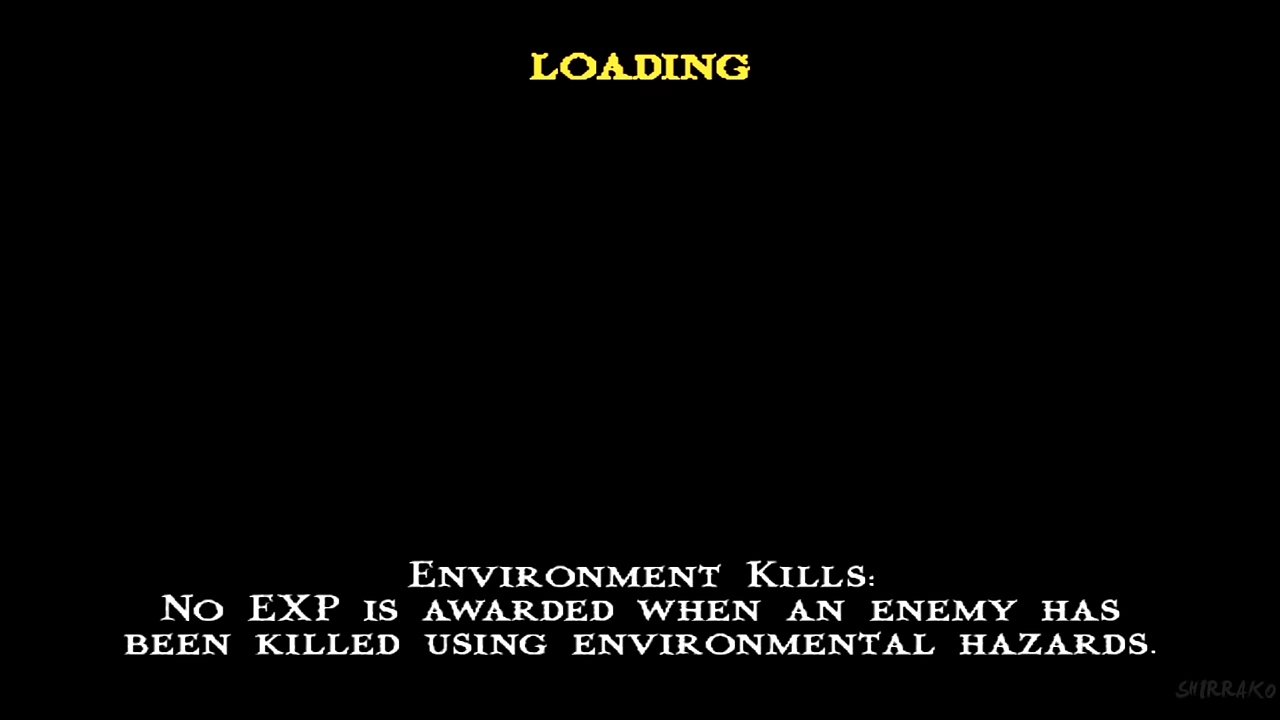 LOADING
ENVIRONMENT KILLS:
NO EXP IS AWARDED WHEN AN ENEMY HAS
BEEN KILLED USING ENVIRONMENTAL HAZARDS.
SHIRRAKO